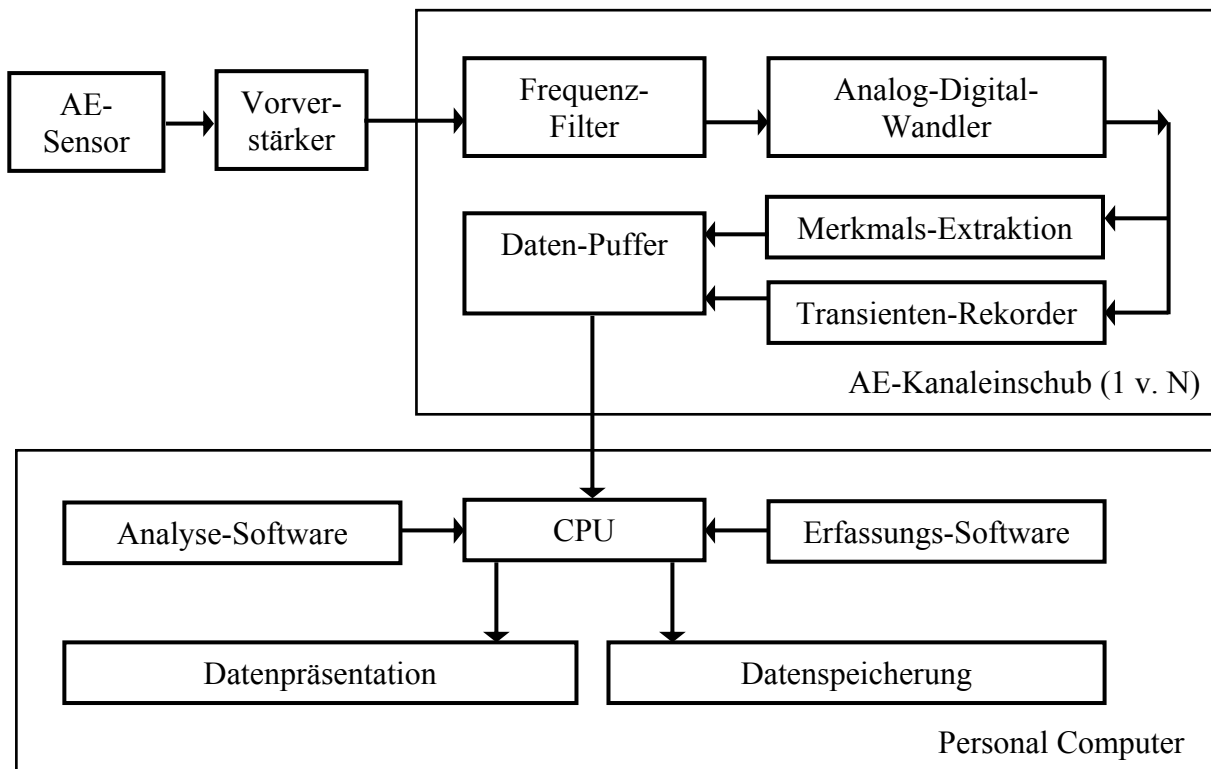 AE-
Sensor
Vorver-
stärker
Frequenz-
Filter
Analog-Digital-
Wandler
Merkmals-Extraktion
Daten-Puffer
Transienten-Rekorder
AE-Kanaleinschub (1 v. N)
Analyse-Software
CPU
Erfassungs-Software
Datenpräsentation
Datenspeicherung
Personal Computer